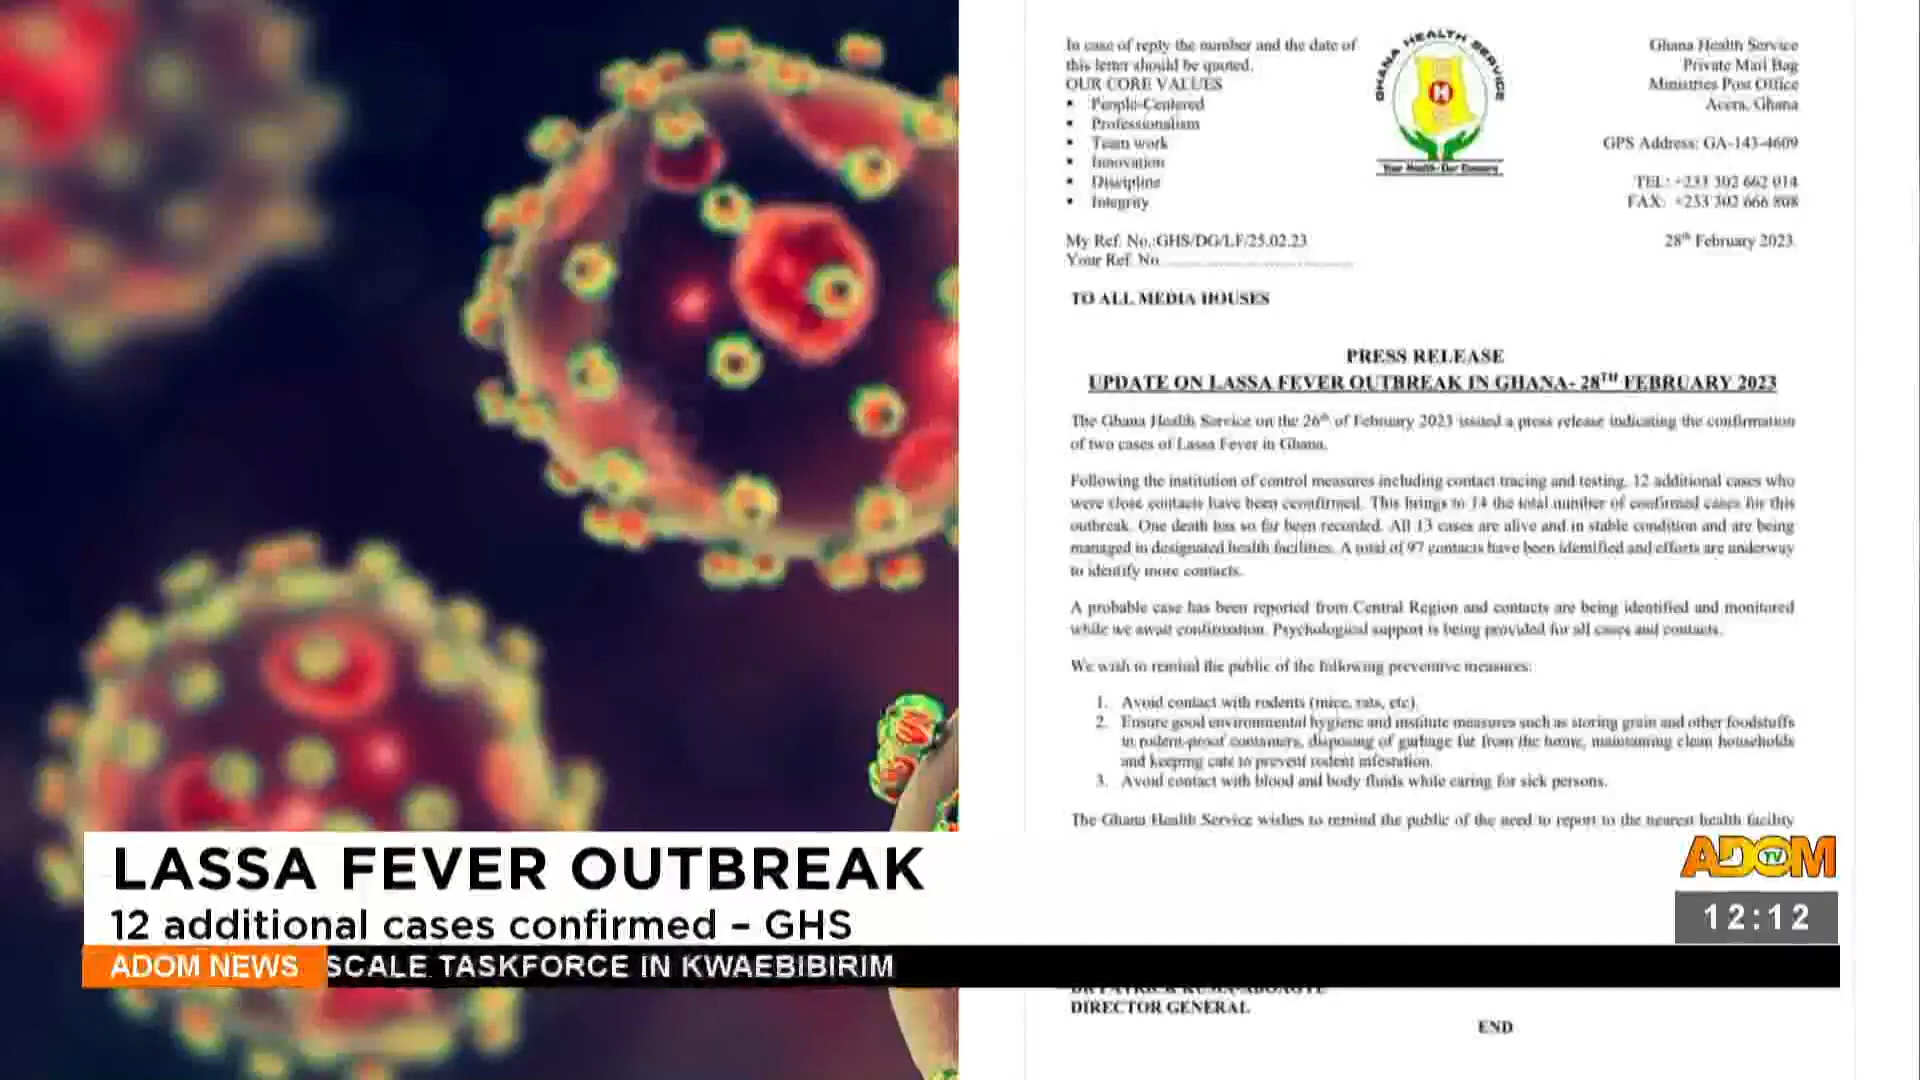 In case of reply the number and the date of
this letter should be quoted.
OUR CORE VALUES
▪ People-Centered
▪ Professionalism
▪ Team work
▪ Innovation
▪ Discipline
▪ Integrity
My Ref. No.:GHS/DG/LF/25.02.23
Your Ref. No.
GHANA HEALTH SERVICE
Your Health - Our Concern
Ghana Health Service
Private Mail Bag
Ministries Post Office
Accra, Ghana
GPS Address: GA-143-4609
TEL: +233 302 662 014
FAX: +233 302 666 808
28th February 2023
TO ALL MEDIA HOUSES
PRESS RELEASE
UPDATE ON LASSA FEVER OUTBREAK IN GHANA- 28TH FEBRUARY 2023
The Ghana Health Service on the 26th of February 2023 issued a press release indicating the confirmation
of two cases of Lassa Fever in Ghana.
Following the institution of control measures including contact tracing and testing, 12 additional cases who
were close contacts have been confirmed. This brings to 14 the total number of confirmed cases for this
outbreak. One death has so far been recorded. All 13 cases are alive and in stable condition and are being
managed in designated health facilities. A total of 97 contacts have been identified and efforts are underway
to identify more contacts.
A probable case has been reported from Central Region and contacts are being identified and monitored
while we await confirmation. Psychological support is being provided for all cases and contacts.
We wish to remind the public of the following preventive measures:
1. Avoid contact with rodents (mice, rats, etc)
2. Ensure good environmental hygiene and institute measures such as storing grain and other foodstuffs
in rodent-proof containers, disposing of garbage far from the home, maintaining clean households
and keeping cats to prevent rodent infestation.
3. Avoid contact with blood and body fluids while caring for sick persons.
The Ghana Health Service wishes to remind the public of the need to report to the nearest health facility
LASSA FEVER OUTBREAK
12 additional cases confirmed – GHS
ADOM TV
12:12
ADOM NEWS SCALE TASKFORCE IN KWAEBIBIRIM
DIRECTOR GENERAL
END